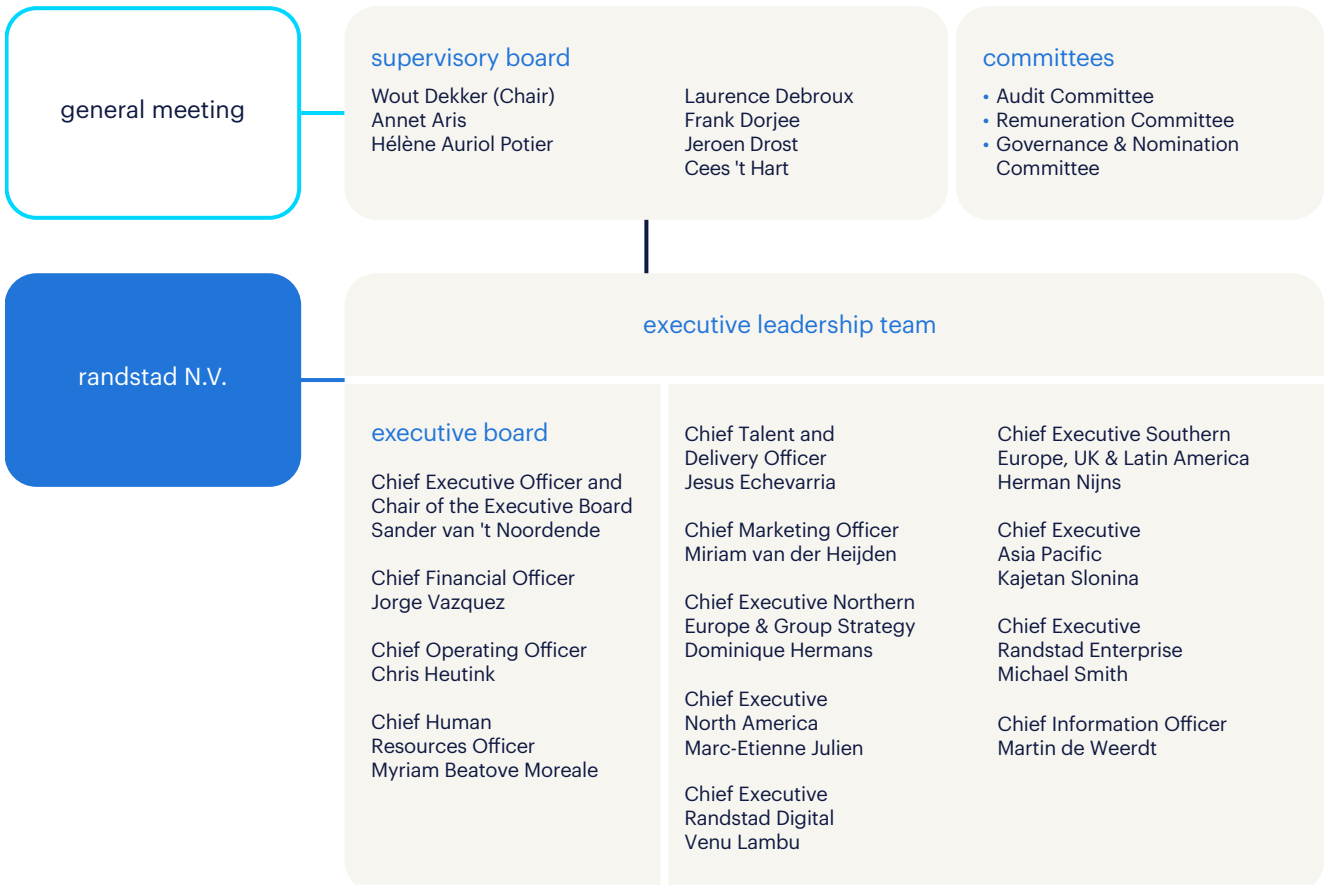 general meeting
supervisory board
Wout Dekker (Chair)
Annet Aris
Hélène Auriol Potier
Laurence Debroux
Frank Dorjee
Jeroen Drost
Cees 't Hart
committees
• Audit Committee
• Remuneration Committee
• Governance & Nomination
Committee
randstad N.V.
executive leadership team
executive board
Chief Executive Officer and
Chair of the Executive Board
Sander van 't Noordende
Chief Financial Officer
Jorge Vazquez
Chief Operating Officer
Chris Heutink
Chief Human
Resources Officer
Myriam Beatove Moreale
Chief Talent and
Delivery Officer
Jesus Echevarria
Chief Marketing Officer
Miriam van der Heijden
Chief Executive Northern
Europe & Group Strategy
Dominique Hermans
Chief Executive
North America
Marc-Etienne Julien
Chief Executive
Randstad Digital
Venu Lambu
Chief Executive Southern
Europe, UK & Latin America
Herman Nijns
Chief Executive
Asia Pacific
Kajetan Slonina
Chief Executive
Randstad Enterprise
Michael Smith
Chief Information Officer
Martin de Weerdt